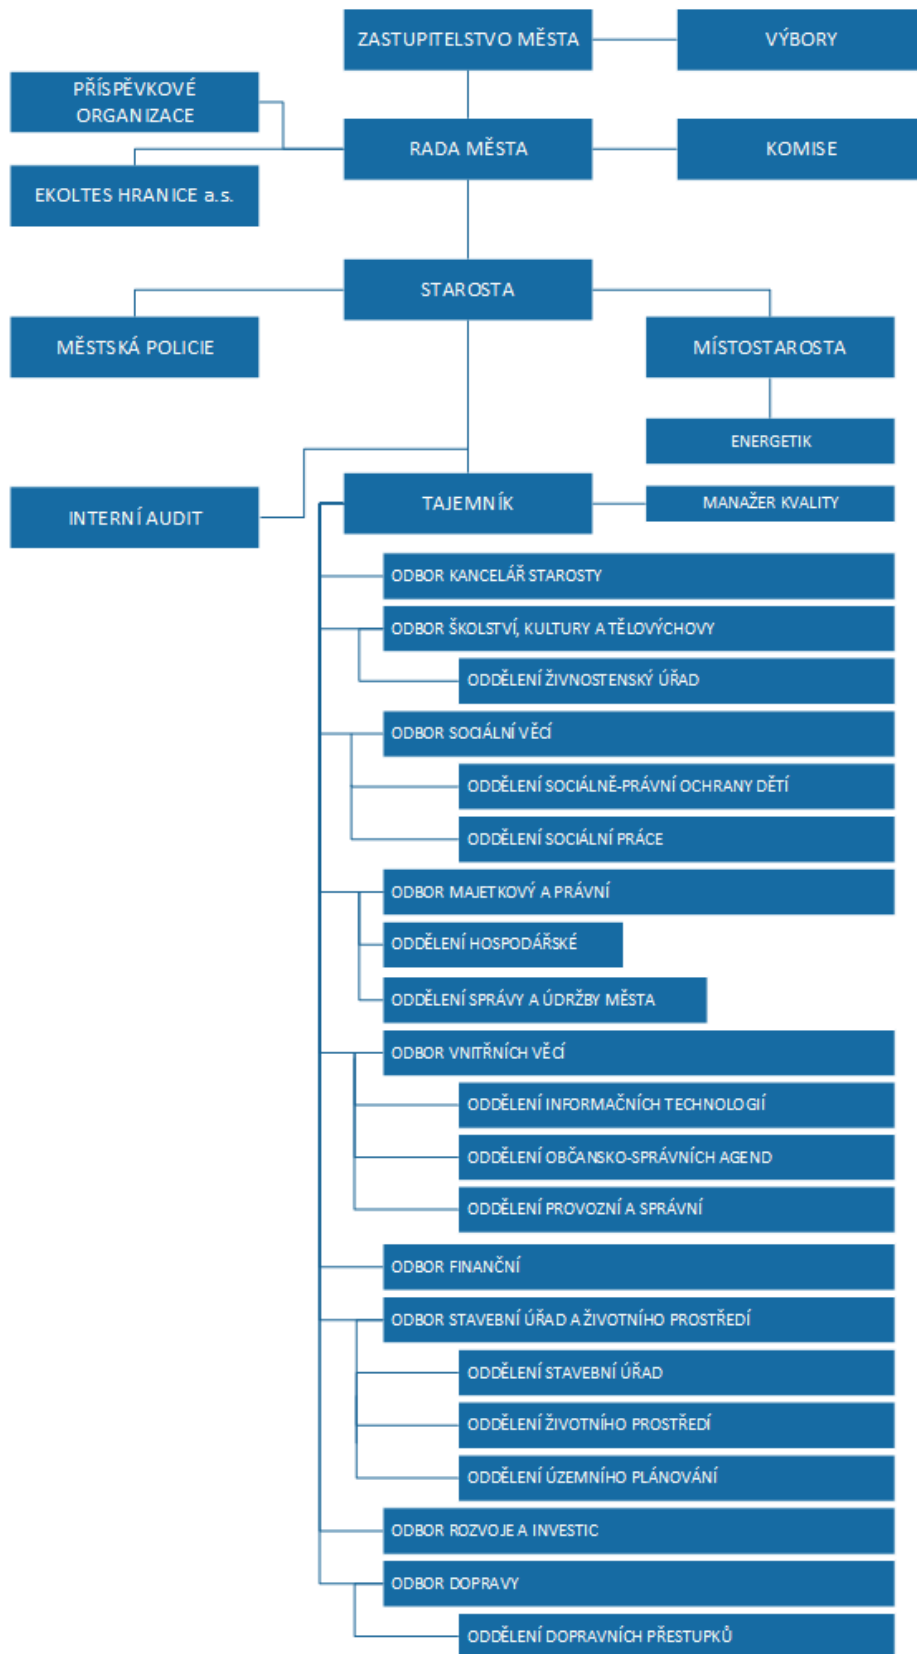 ZASTUPITELSTVO MĚSTA
VÝBORY
PŘÍSPĚVKOVÉ
ORGANIZACE
RADA MĚSTA
KOMISE
EKOLTES HRANICE a.s.
STAROSTA
MĚSTSKÁ POLICIE
MÍSTOSTAROSTA
ENERGETIK
INTERNÍ AUDIT
TAJEMNÍK
MANAŽER KVALITY
ODBOR KANCELÁŘ STAROSTY
ODBOR ŠKOLSTVÍ, KULTURY A TĚLOVÝCHOVY
ODDĚLENÍ ŽIVNOSTENSKÝ ÚŘAD
ODBOR SOCIÁLNÍ VĚCÍ
ODDĚLENÍ SOCIÁLNĚ-PRÁVNÍ OCHRANY DĚTÍ
ODDĚLENÍ SOCIÁLNÍ PRÁCE
ODBOR MAJETKOVÝ A PRÁVNÍ
ODDĚLENÍ HOSPODÁŘSKÉ
ODDĚLENÍ SPRÁVY A ÚDRŽBY MĚSTA
ODBOR VNITŘNÍCH VĚCÍ
ODDĚLENÍ INFORMAČNÍCH TECHNOLOGIÍ
ODDĚLENÍ OBČANSKO-SPRÁVNÍCH AGEND
ODDĚLENÍ PROVOZNÍ A SPRÁVNÍ
ODBOR FINANČNÍ
ODBOR STAVEBNÍ ÚŘAD A ŽIVOTNÍHO PROSTŘEDÍ
ODDĚLENÍ STAVEBNÍ ÚŘAD
ODDĚLENÍ ŽIVOTNÍHO PROSTŘEDÍ
ODDĚLENÍ ÚZEMNÍHO PLÁNOVÁNÍ
ODBOR ROZVOJE A INVESTIC
ODBOR DOPRAVY
ODDĚLENÍ DOPRAVNÍCH PŘESTUPKŮ